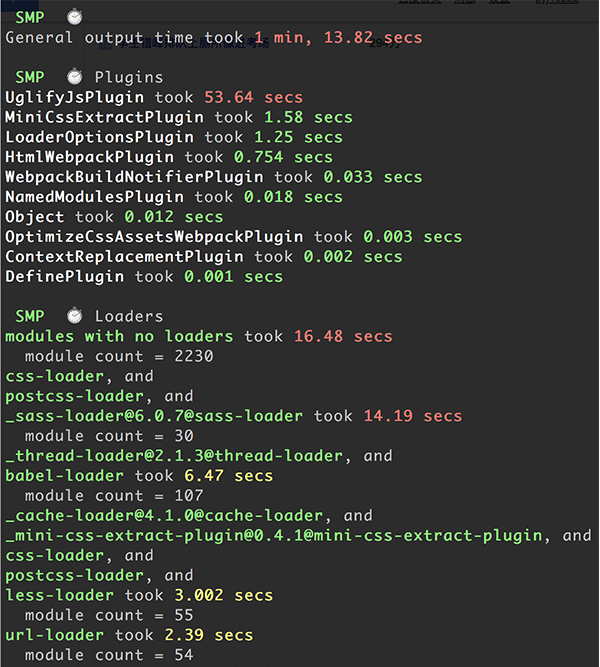 SMP ⏱
General output time took 1 min, 13.82 secs
SMP ⏱ Plugins
UglifyJsPlugin took 53.64 secs
MiniCssExtractPlugin took 1.58 secs
LoaderOptionsPlugin took 1.25 secs
HtmlWebpackPlugin took 0.754 secs
WebpackBuildNotifierPlugin took 0.033 secs
NamedModulesPlugin took 0.018 secs
Object took 0.012 secs
OptimizeCssAssetsWebpackPlugin took 0.003 secs
ContextReplacementPlugin took 0.002 secs
DefinePlugin took 0.001 secs
SMP ⏱ Loaders
modules with no loaders took 16.48 secs
module count = 2230
css-loader, and
postcss-loader, and
_sass-loader@6.0.7@sass-loader took 14.19 secs
module count = 30
_thread-loader@2.1.3@thread-loader, and
babel-loader took 6.47 secs
module count = 107
_cache-loader@4.1.0@cache-loader, and
_mini-css-extract-plugin@0.4.1@mini-css-extract-plugin, and
css-loader, and
postcss-loader, and
less-loader took 3.002 secs
module count = 55
url-loader took 2.39 secs
module count = 54